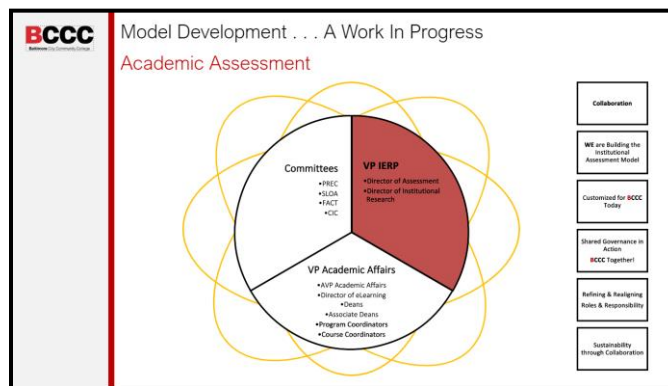 BCCC
Baltimore City Community College
Model Development . . . A Work In Progress
Academic Assessment
Committees
•PREC
•SLOA
•FACT
•CIC
VP IERP
•Director of Assessment
•Director of Institutional
Research
VP Academic Affairs
•AVP Academic Affairs
•Director of eLearning
•Deans
•Associate Deans
•Program Coordinators
•Course Coordinators
Collaboration
WE are Building the
Institutional
Assessment Model
Customized for BCCC
Today
Shared Governance in
Action
BCCC Together!
Refining & Realigning
Roles & Responsibility
Sustainability
through Collaboration